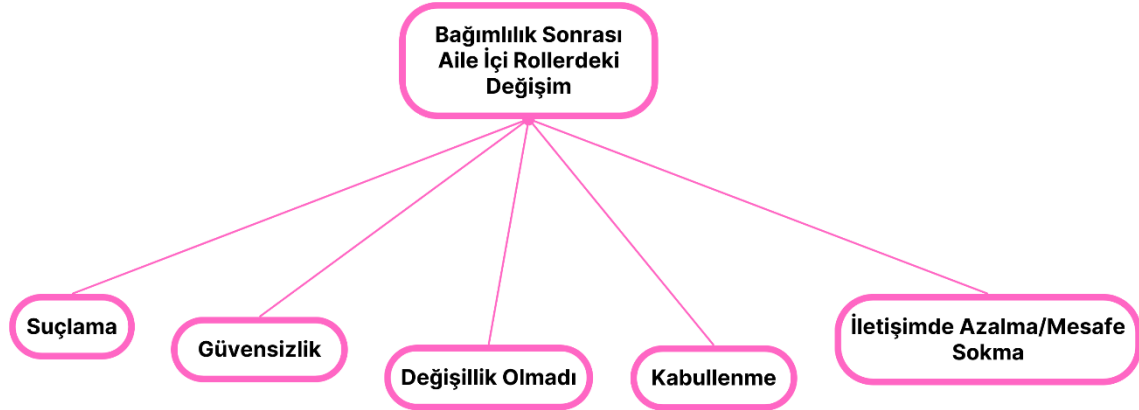 Bağımlılık Sonrası
Aile İçi Rollerdeki
Değişim
Suçlama
Güvensizlik
Değişillik Olmadı
Kabullenme
İletişimde Azalma/Mesafe
Sokma